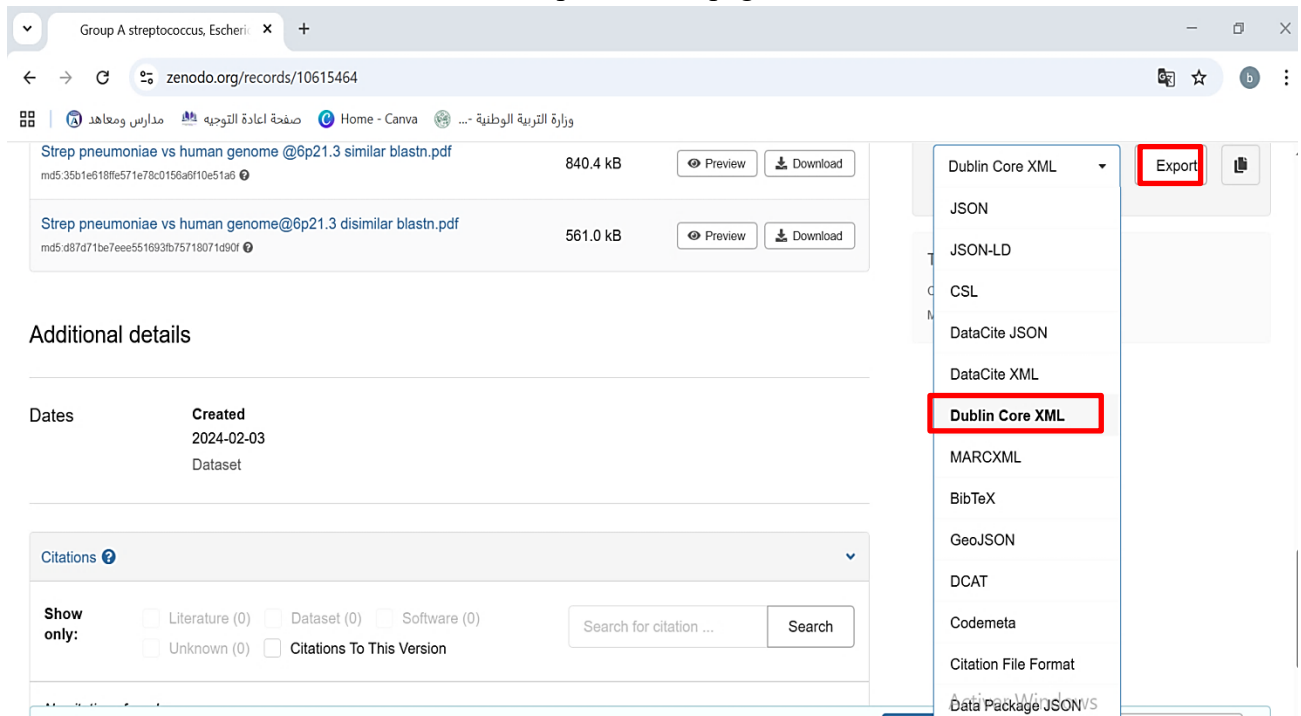 Group A streptococcus, Escheri
zenodo.org/records/10615464
b
مدارس ومعاهد
صفحة اعادة التوجيه
Home - Canva
وزارة التربية الوطنية -...
Strep pneumoniae vs human genome @6p21.3 similar blastn.pdf
840.4 kB
Preview
Download
md5:35b1e618ffe571e78c0156a6f10e51a6
Strep pneumoniae vs human genome@6p21.3 disimilar blastn.pdf
561.0 kB
Preview
Download
md5:d87d71be7eee551693fb75718071d90f
Additional details
Dates
Created
2024-02-03
Dataset
Citations
Show only:
Literature (0)
Dataset (0)
Software (0)
Unknown (0)
Citations To This Version
Search for citation ...
Search
Dublin Core XML
Export
JSON
JSON-LD
CSL
DataCite JSON
DataCite XML
Dublin Core XML
MARCXML
BibTeX
GeoJSON
DCAT
Codemeta
Citation File Format
Data Package JSON